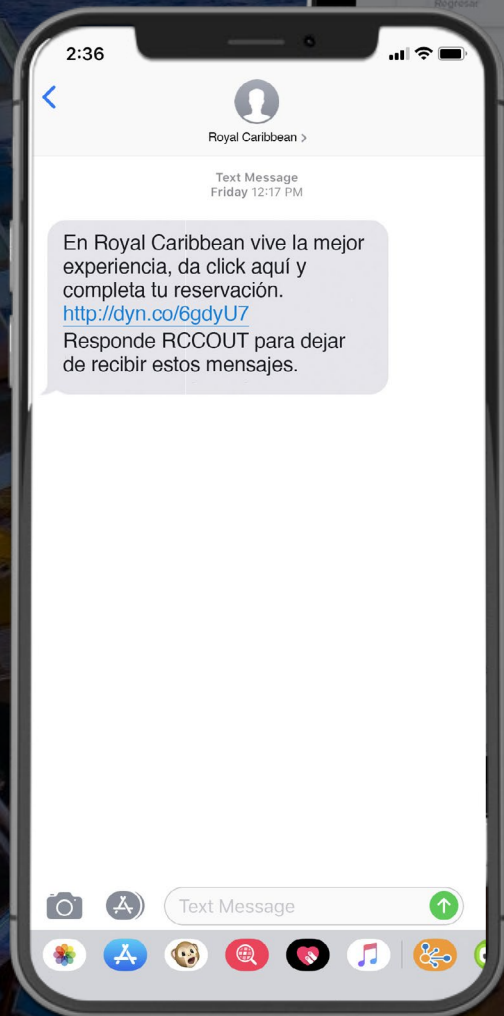 Regresar
2:36
Royal Caribbean >
Text Message
Friday 12:17 PM
En Royal Caribbean vive la mejor
experiencia, da click aquí y
completa tu reservación.
http://dyn.co/6gdyU7
Responde RCCOUT para dejar
de recibir estos mensajes.
Text Message